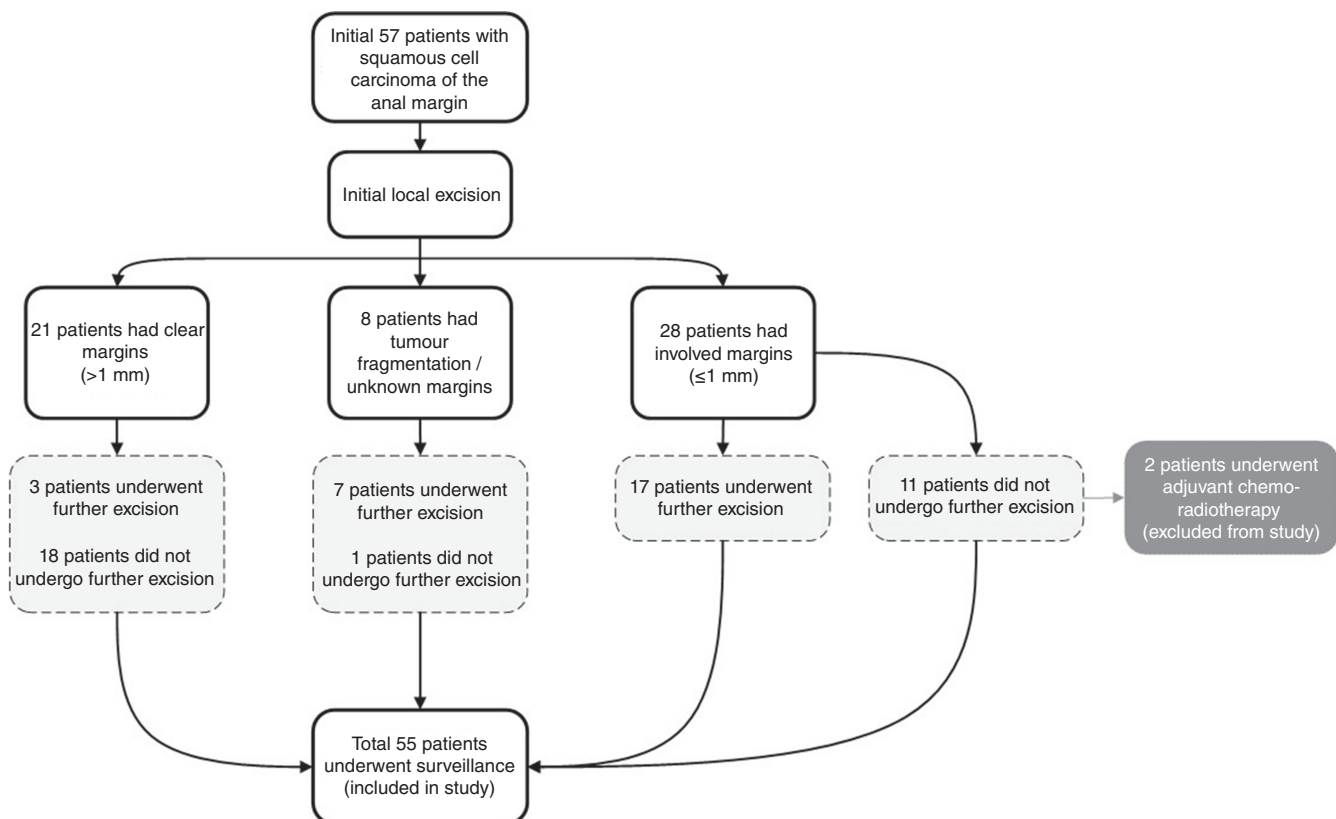 Initial 57 patients with
squamous cell
carcinoma of the
anal margin
Initial local excision
21 patients had clear
margins
(>1 mm)
8 patients had
tumour
fragmentation /
unknown margins
28 patients had
involved margins
(≤1 mm)
3 patients underwent
further excision
18 patients did not
undergo further excision
7 patients underwent
further excision
1 patients did not
undergo further excision
17 patients underwent
further excision
11 patients did not
undergo further excision
2 patients underwent
adjuvant chemo-
radiotherapy
(excluded from study)
Total 55 patients
underwent surveillance
(included in study)